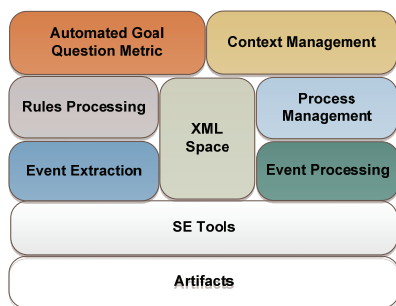 Automated Goal
Question Metric
Context Management
Rules Processing
XML
Space
Process
Management
Event Extraction
Event Processing
SE Tools
Artifacts